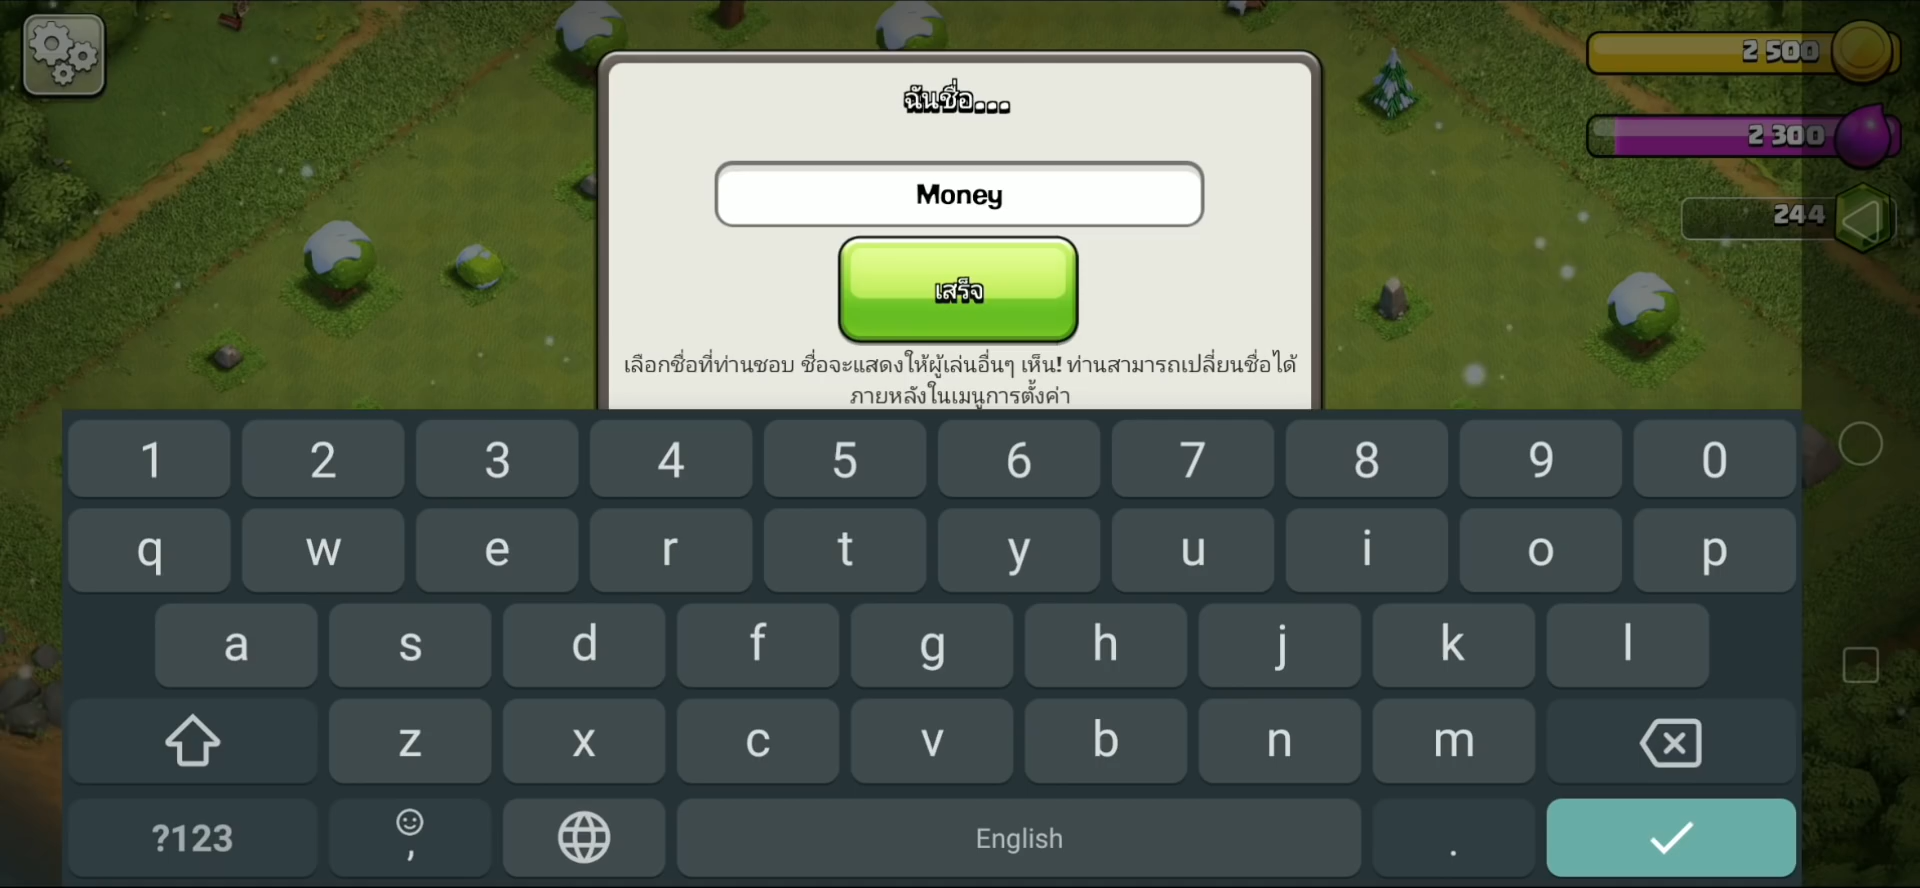 2 500
2 300
244
ฉันชื่อ...
Money
เสร็จ
เลือกชื่อที่ท่านชอบ ชื่อจะแสดงให้ผู้เล่นอื่นๆ เห็น! ท่านสามารถเปลี่ยนชื่อได้
ภายหลังในเมนูการตั้งค่า
1 2 3 4 5 6 7 8 9 0
q w e r t y u i o p
a s d f g h j k l
z x c v b n m
?123 , English .